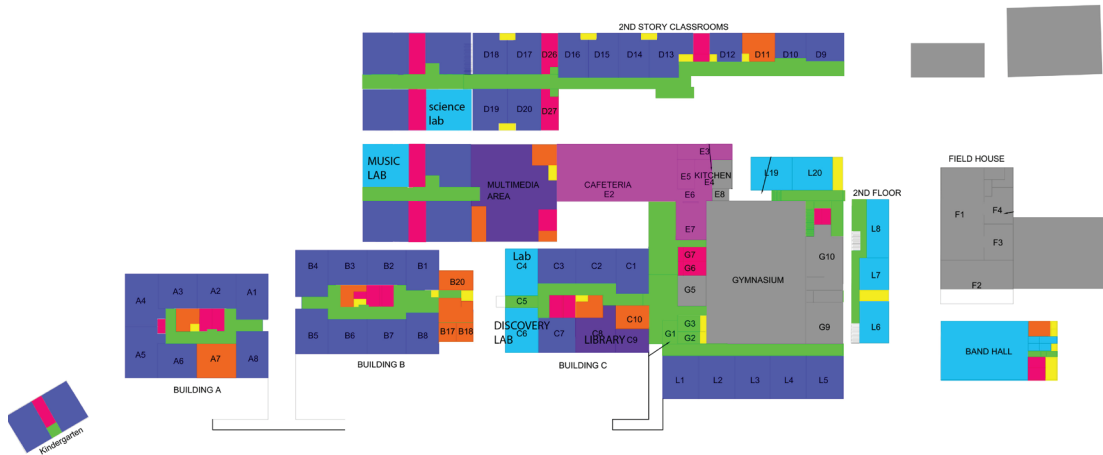 2ND STORY CLASSROOMS
D18 D17 D26 D16 D15 D14 D13 D12 D11 D10 D9
science
lab
D19 D20 D27
MUSIC
LAB
MULTIMEDIA
AREA
CAFETERIA
E2
E3
E5 KITCHEN
E4
E6 E8
E7
L19 L20
FIELD HOUSE
F1 F4
F3
F2
2ND FLOOR
L8
L7
L6
G7
G6
G5
GYMNASIUM
G10
G9
G3
G2
G1
B4 B3 B2 B1
B20
B5 B6 B7 B8 B17 B18
BUILDING B
Lab
C4 C3 C2 C1
C5
C10
DISCOVERY
LAB
C6 C7 C8 C9
LIBRARY
BUILDING C
A4 A3 A2 A1
A5 A6 A7 A8
BUILDING A
L1 L2 L3 L4 L5
BAND HALL
Kindergarten